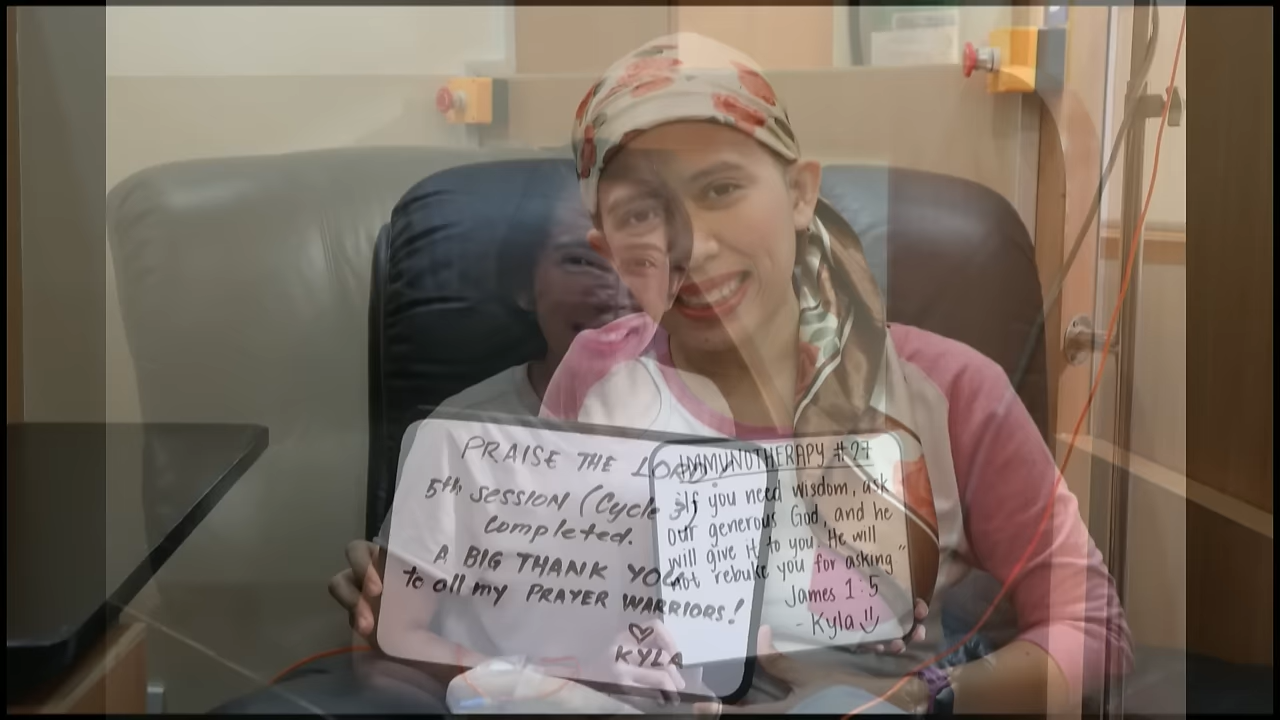 PRAISE THE LORD!
5th SESSION (Cycle 3)
Completed.
A BIG THANK YOU
to all my PRAYER WARRIORS!
♡
KYLA
IMMUNOTHERAPY #27
"If you need wisdom, ask
our generous God, and he
will give it to you. He will
not rebuke you for asking."
James 1:5
- Kyla